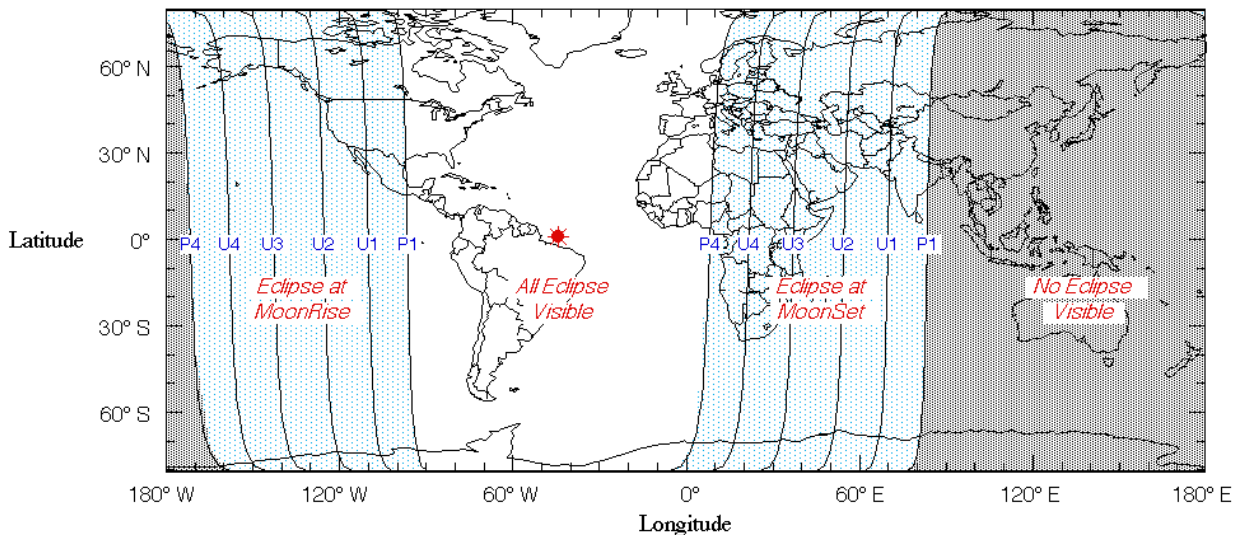 60° N
30° N
Latitude
0°
P4 U4 U3 U2 U1 P1 P4 U4 U3 U2 U1 P1
Eclipse at
MoonRise
All Eclipse
Visible
Eclipse at
MoonSet
No Eclipse
Visible
30° S
60° S
180° W 120° W 60° W 0° 60° E 120° E 180° E
Longitude